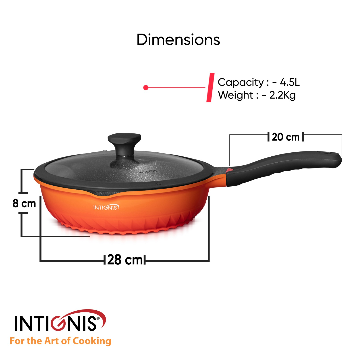 Dimensions
Capacity : - 4.5L
Weight : - 2.2Kg
20 cm
8 cm
INTIGNIS
28 cm
INTIGNIS®
For the Art of Cooking